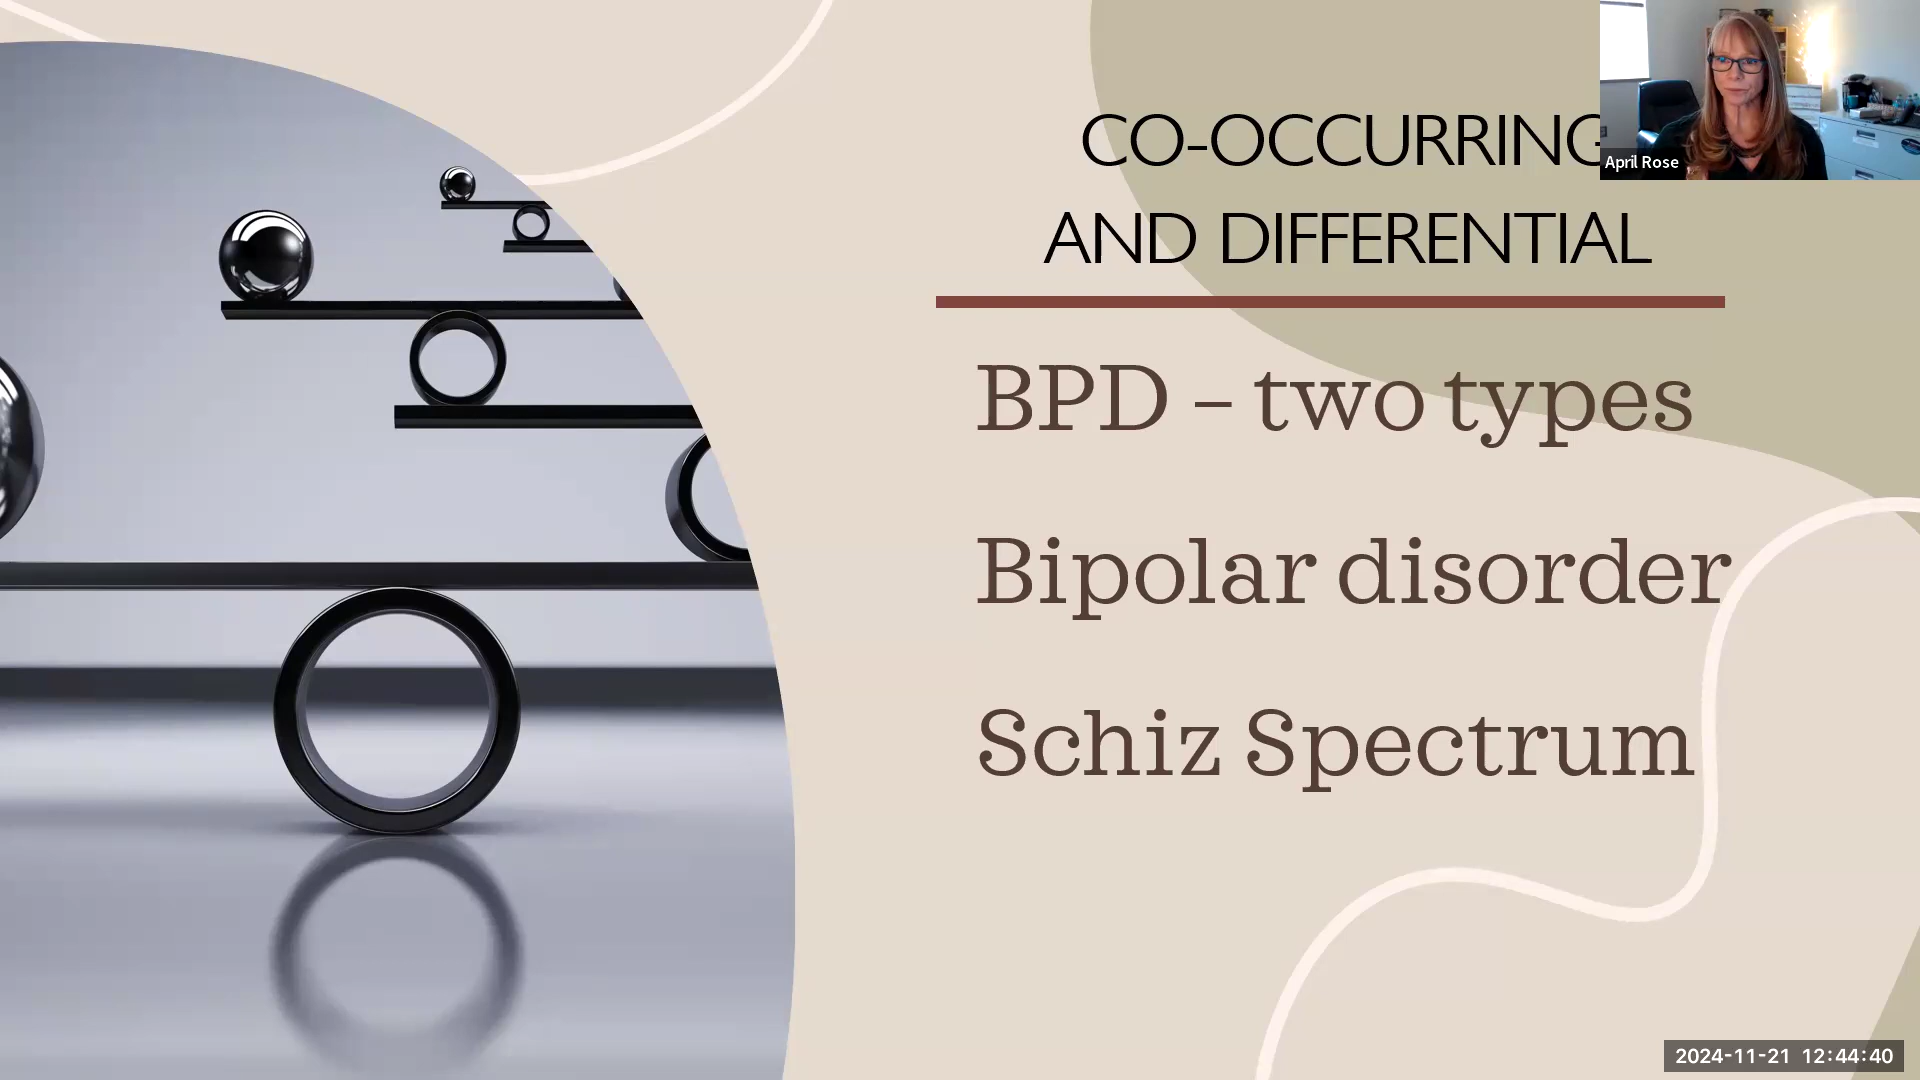 CO-OCCURRING
AND DIFFERENTIAL
April Rose
BPD – two types
Bipolar disorder
Schiz Spectrum
2024-11-21 12:44:40